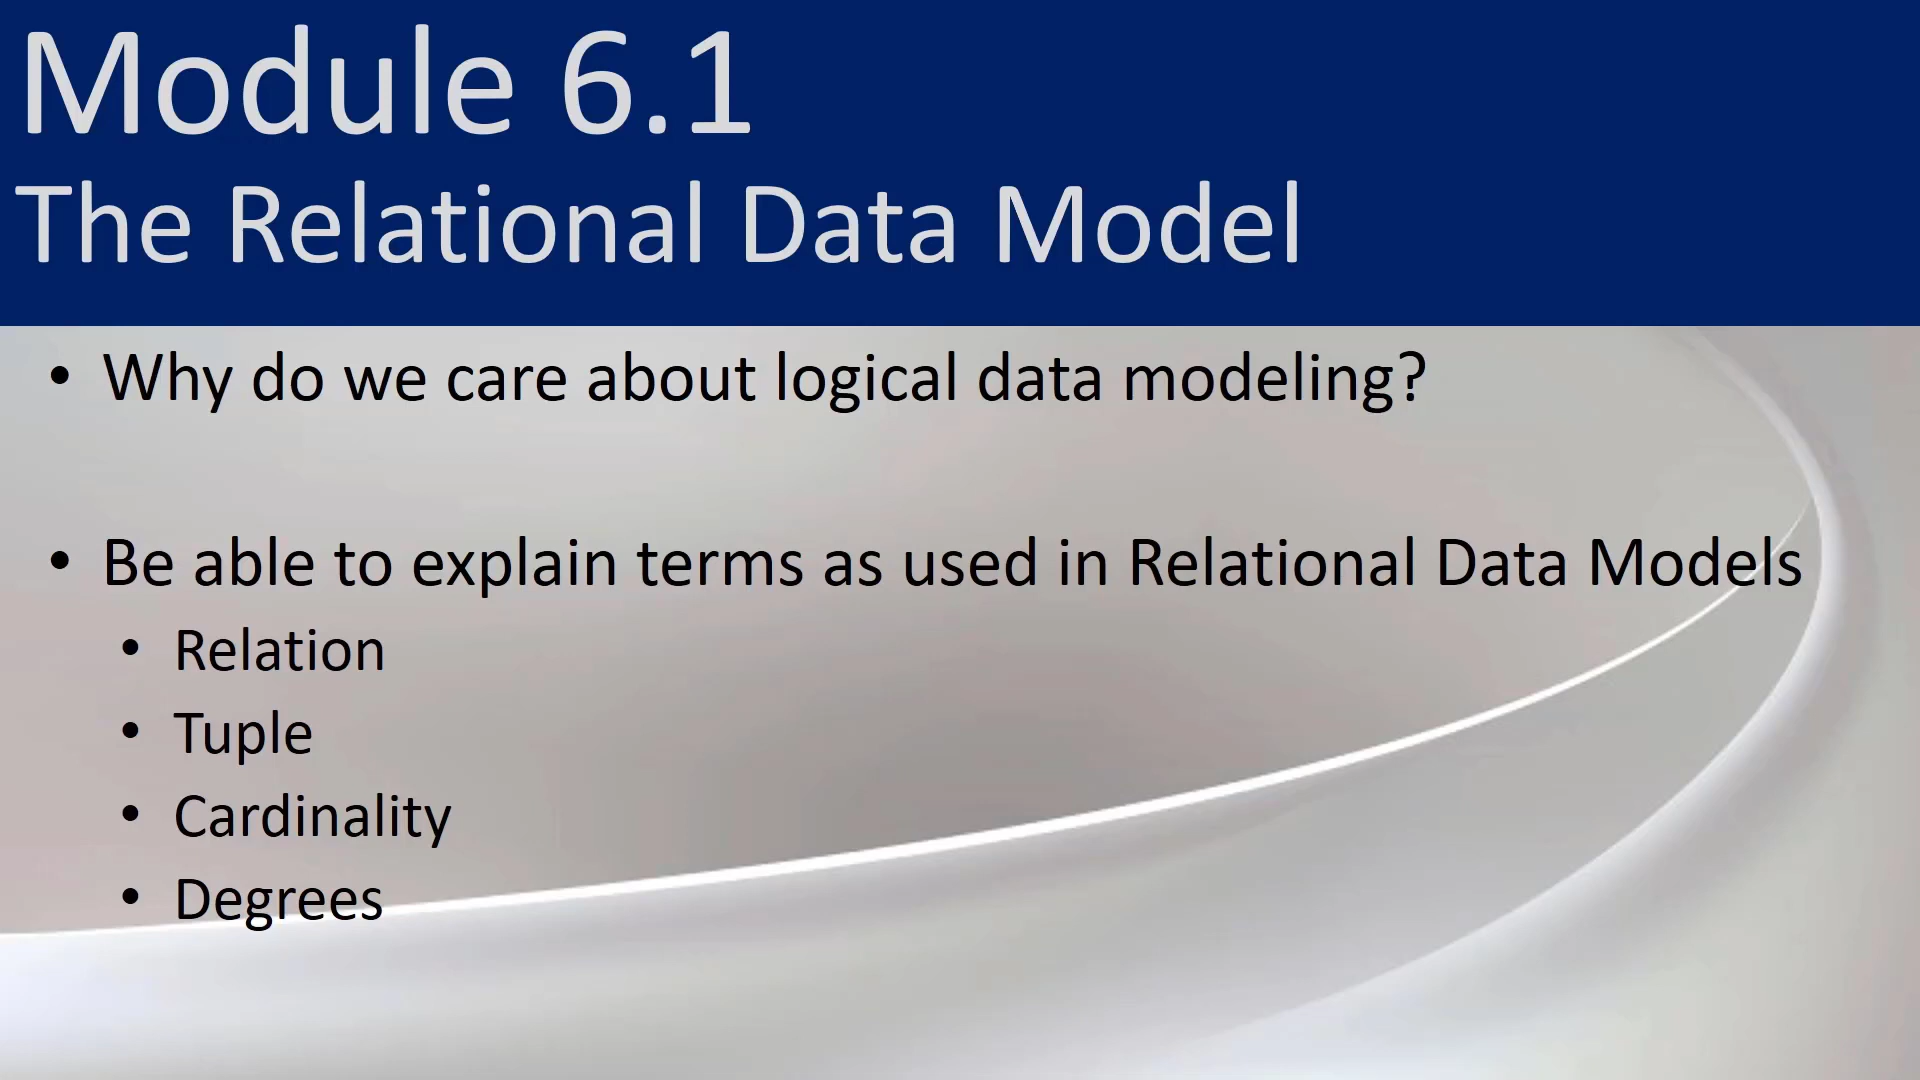 Module 6.1
The Relational Data Model
• Why do we care about logical data modeling?
• Be able to explain terms as used in Relational Data Models
• Relation
• Tuple
• Cardinality
• Degrees